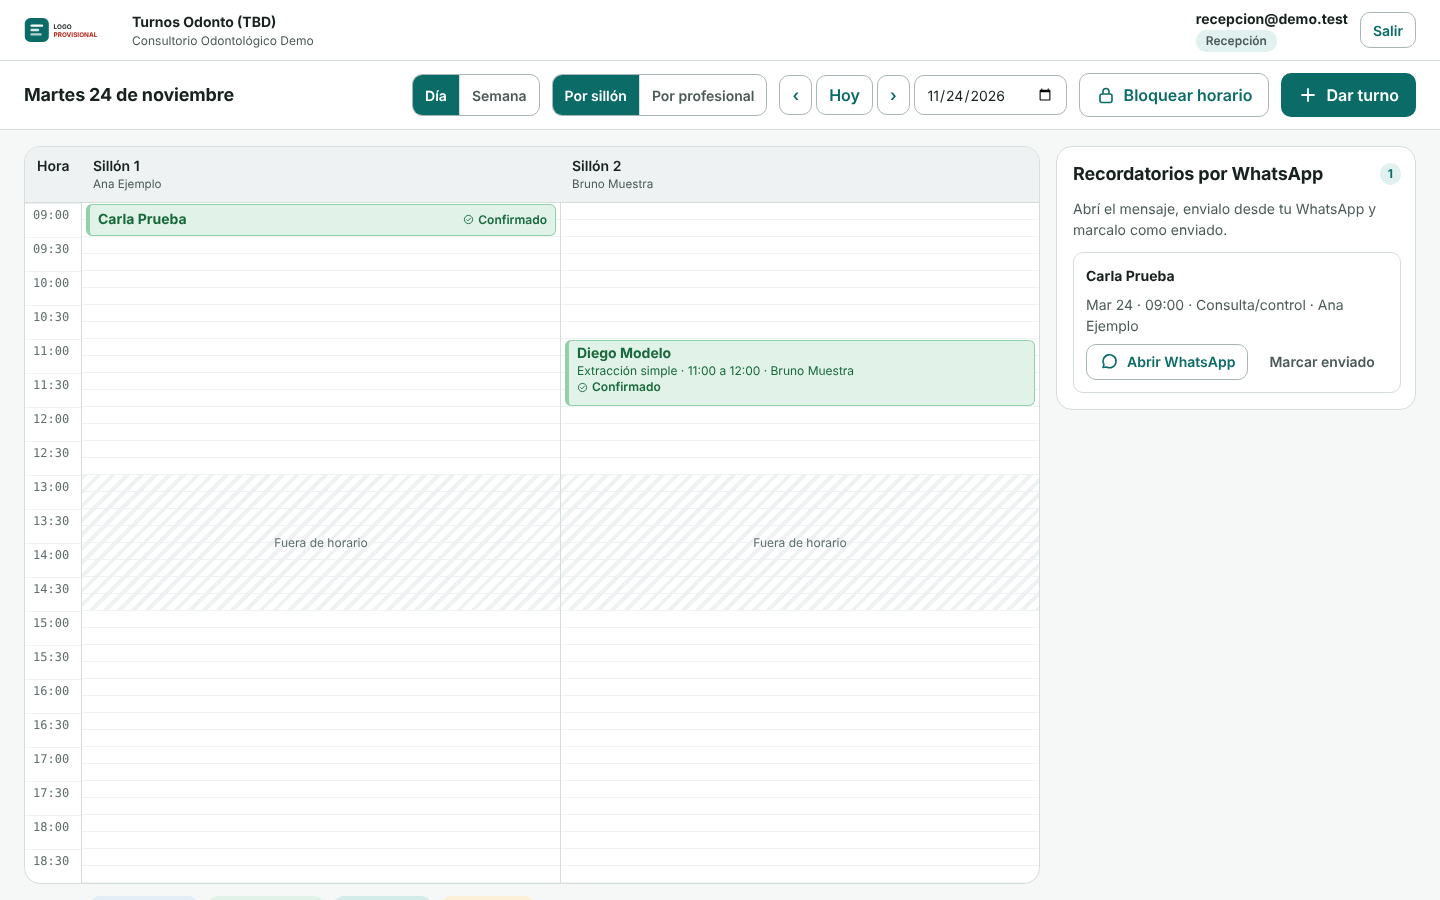 LOGO
PROVISIONAL
Turnos Odonto (TBD)
Consultorio Odontológico Demo
recepcion@demo.test
Recepción
Salir
Martes 24 de noviembre
Día
Semana
Por sillón
Por profesional
‹
Hoy
›
11/24/2026
Bloquear horario
+ Dar turno
Hora
Sillón 1
Ana Ejemplo
Sillón 2
Bruno Muestra
09:00
Carla Prueba
Confirmado
09:30
10:00
10:30
11:00
Diego Modelo
Extracción simple · 11:00 a 12:00 · Bruno Muestra
Confirmado
11:30
12:00
12:30
13:00
13:30
Fuera de horario
Fuera de horario
14:00
14:30
15:00
15:30
16:00
16:30
17:00
17:30
18:00
18:30
Recordatorios por WhatsApp
1
Abrí el mensaje, envialo desde tu WhatsApp y
marcalo como enviado.
Carla Prueba
Mar 24 · 09:00 · Consulta/control · Ana
Ejemplo
Abrir WhatsApp
Marcar enviado